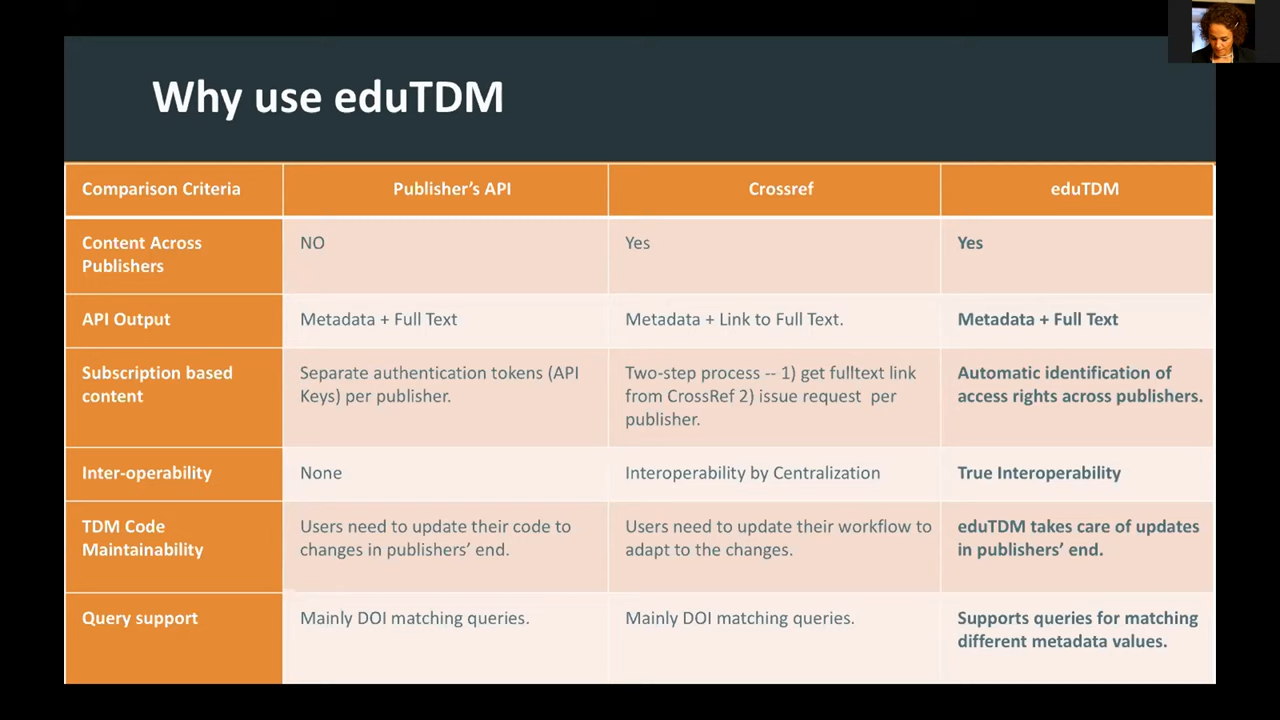 Why use eduTDM
Comparison Criteria
Publisher's API
Crossref
eduTDM
Content Across
Publishers
NO
Yes
Yes
API Output
Metadata + Full Text
Metadata + Link to Full Text.
Metadata + Full Text
Subscription based
content
Separate authentication tokens (API
Keys) per publisher.
Two-step process -- 1) get fulltext link
from CrossRef 2) issue request per
publisher.
Automatic identification of
access rights across publishers.
Inter-operability
None
Interoperability by Centralization
True Interoperability
TDM Code
Maintainability
Users need to update their code to
changes in publishers' end.
Users need to update their workflow to
adapt to the changes.
eduTDM takes care of updates
in publishers' end.
Query support
Mainly DOI matching queries.
Mainly DOI matching queries.
Supports queries for matching
different metadata values.